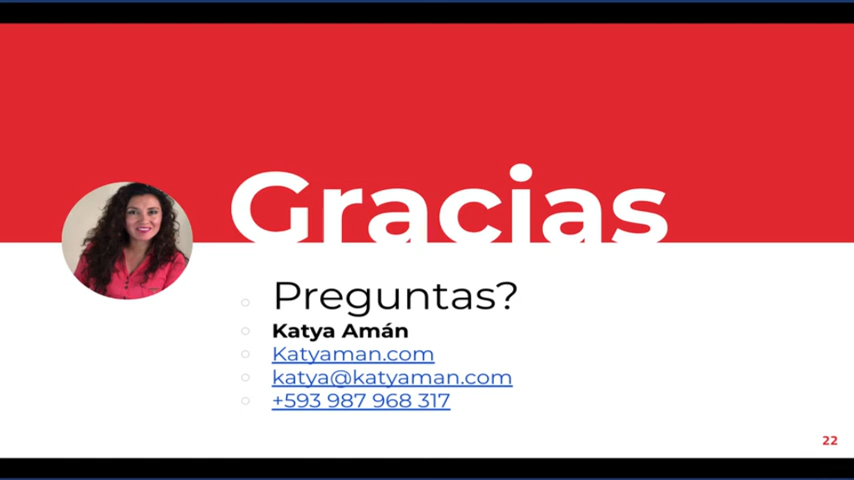 Gracias
Preguntas?
Katya Amán
Katyaman.com
katya@katyaman.com
+593 987 968 317
22